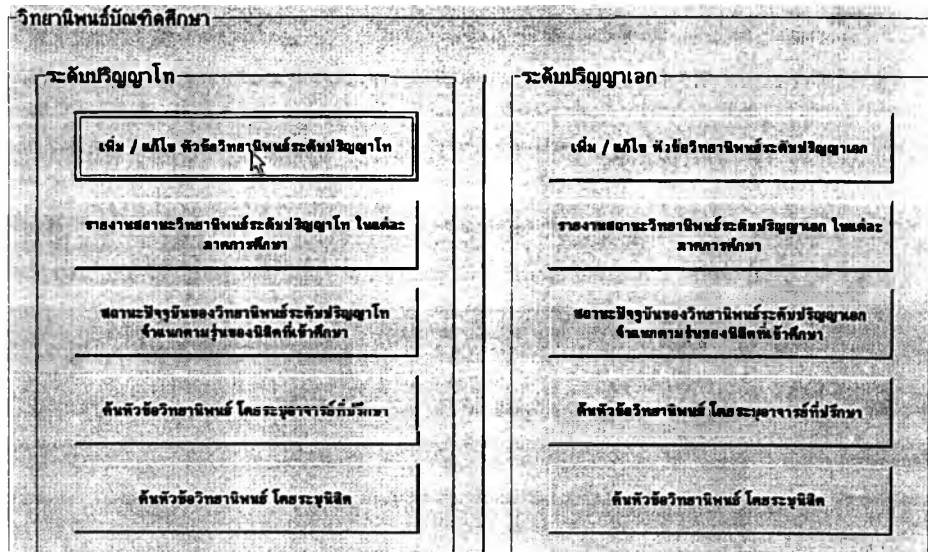 วิทยานิพนธ์บัณฑิตศึกษา
ระดับปริญญาโท
เพิ่ม / แก้ไข หัวข้อวิทยานิพนธ์ระดับปริญญาโท
รายงานสถานะวิทยานิพนธ์ระดับปริญญาโท ในแต่ละ
ภาคการศึกษา
สถานะปัจจุบันของวิทยานิพนธ์ระดับปริญญาโท
จำแนกตามรุ่นของนิสิตที่เข้าศึกษา
ค้นหัวข้อวิทยานิพนธ์ โดยระบุอาจารย์ที่ปรึกษา
ค้นหัวข้อวิทยานิพนธ์ โดยระบุนิสิต
ระดับปริญญาเอก
เพิ่ม / แก้ไข หัวข้อวิทยานิพนธ์ระดับปริญญาเอก
รายงานสถานะวิทยานิพนธ์ระดับปริญญาเอก ในแต่ละ
ภาคการศึกษา
สถานะปัจจุบันของวิทยานิพนธ์ระดับปริญญาเอก
จำแนกตามรุ่นของนิสิตที่เข้าศึกษา
ค้นหัวข้อวิทยานิพนธ์ โดยระบุอาจารย์ที่ปรึกษา
ค้นหัวข้อวิทยานิพนธ์ โดยระบุนิสิต